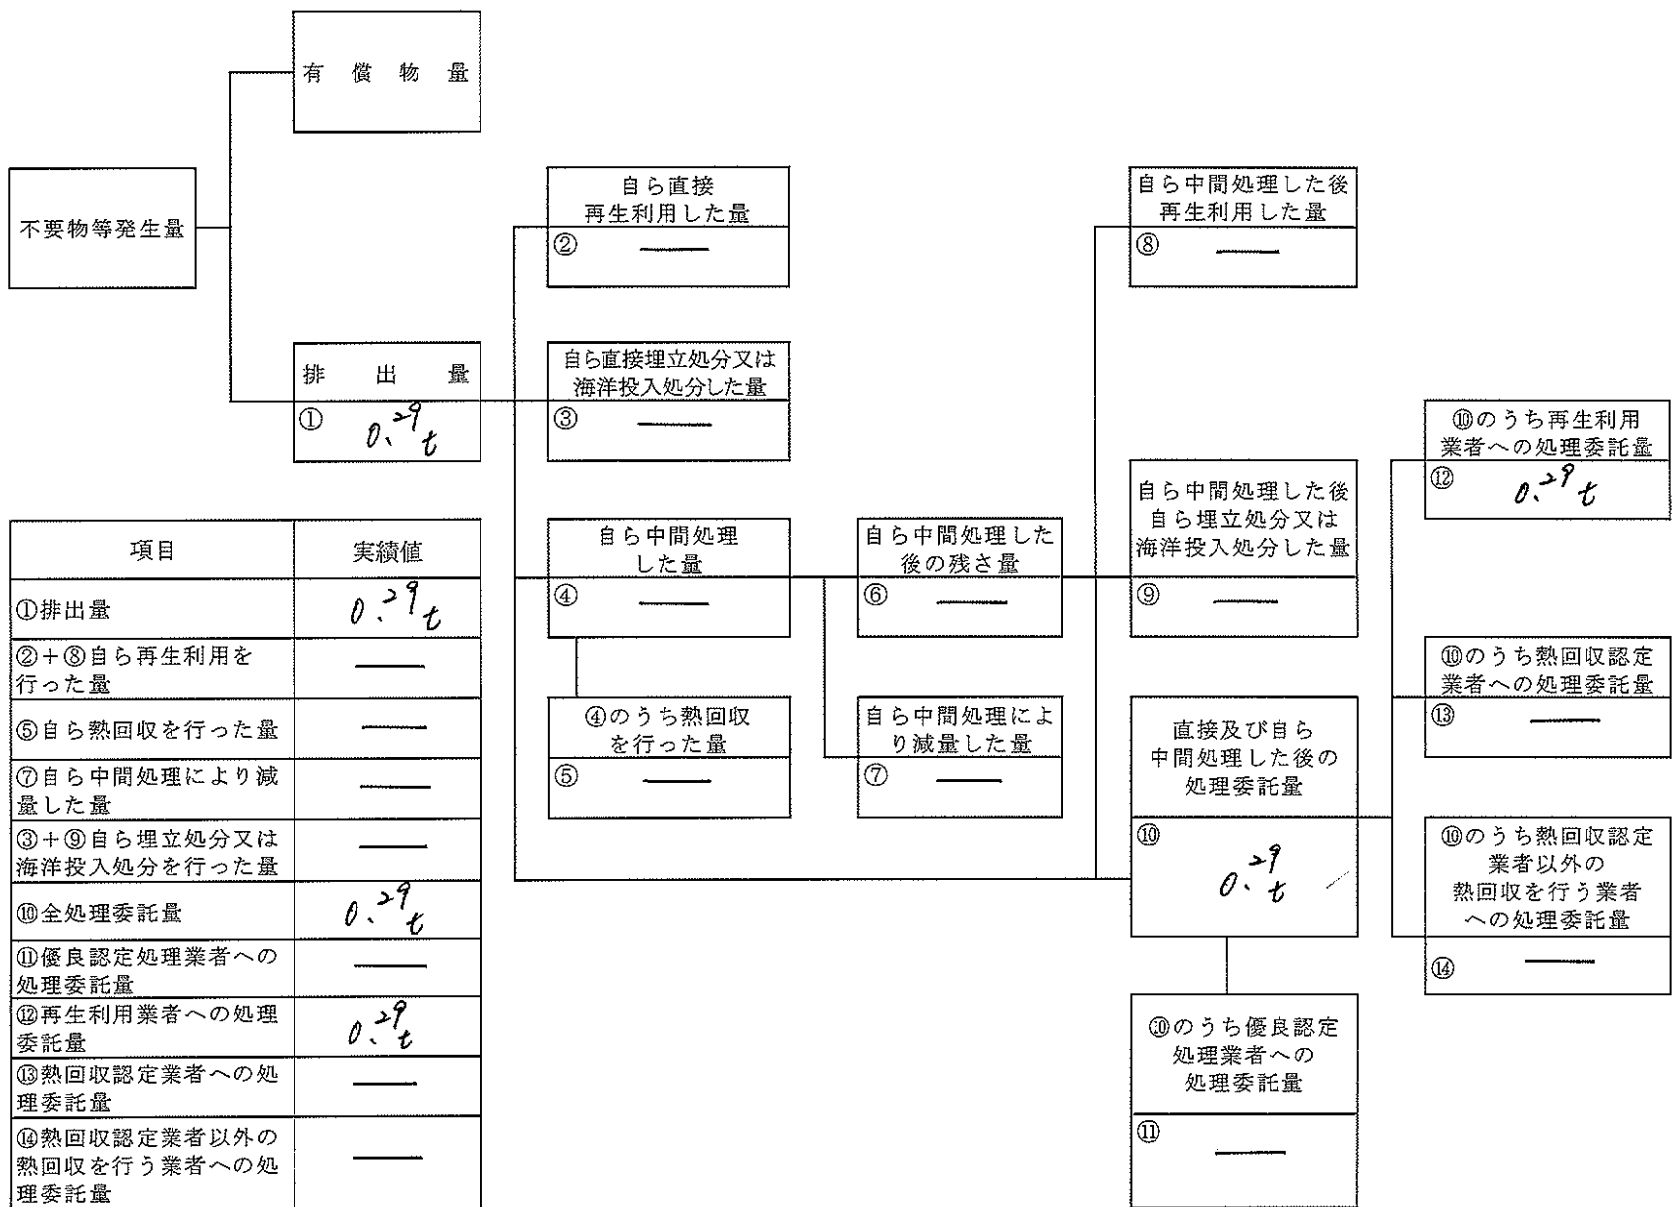 有償物量
不要物等発生量
排出量
① 0.29t
自ら直接
再生利用した量
② ―
自ら直接埋立処分又は
海洋投入処分した量
③ ―
自ら中間処理
した量
④ ―
④のうち熱回収
を行った量
⑤ ―
自ら中間処理した
後の残さ量
⑥ ―
自ら中間処理によ
り減量した量
⑦ ―
自ら中間処理した後
再生利用した量
⑧ ―
自ら中間処理した後
自ら埋立処分又は
海洋投入処分した量
⑨ ―
直接及び自ら
中間処理した後の
処理委託量
⑩ 0.29t
⑩のうち優良認定
処理業者への
処理委託量
⑪ ―
⑩のうち再生利用
業者への処理委託量
⑫ 0.29t
⑩のうち熱回収認定
業者への処理委託量
⑬ ―
⑩のうち熱回収認定
業者以外の
熱回収を行う業者
への処理委託量
⑭ ―
項目 実績値
①排出量 0.29t
②+⑧自ら再生利用を
行った量 ―
⑤自ら熱回収を行った量 ―
⑦自ら中間処理により減
量した量 ―
③+⑨自ら埋立処分又は
海洋投入処分を行った量 ―
⑩全処理委託量 0.29t
⑪優良認定処理業者への
処理委託量 ―
⑫再生利用業者への処理
委託量 0.29t
⑬熱回収認定業者への処
理委託量 ―
⑭熱回収認定業者以外の
熱回収を行う業者への処
理委託量 ―